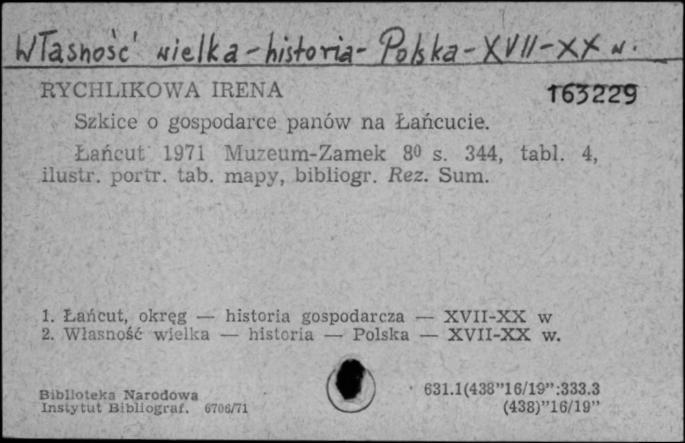 Własność wielka - historia - Polska - XVII - XX w.
RYCHLIKOWA IRENA 163229
Szkice o gospodarce panów na Łańcucie.
Łańcut 1971 Muzeum-Zamek 8⁰ s. 344, tabl. 4,
ilustr. portr. tab. mapy, bibliogr. Rez. Sum.
1. Łańcut, okręg — historia gospodarcza — XVII-XX w
2. Własność wielka — historia — Polska — XVII-XX w.
Biblioteka Narodowa
Instytut Bibliograf. 6706/71
631.1(438"16/19":333.3
(438)"16/19"